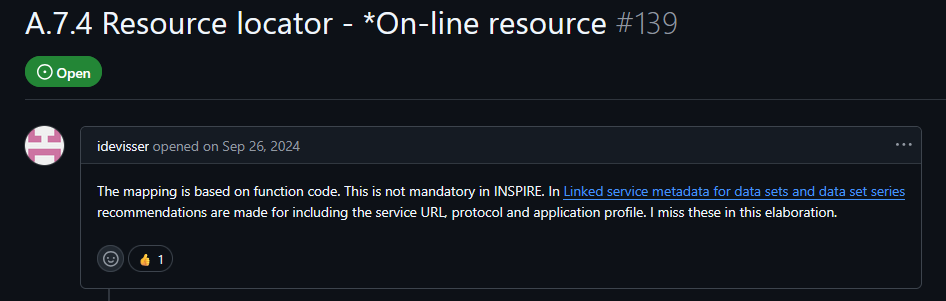 A.7.4 Resource locator - *On-line resource #139
Open
idevisser opened on Sep 26, 2024
The mapping is based on function code. This is not mandatory in INSPIRE. In Linked service metadata for data sets and data set series
recommendations are made for including the service URL, protocol and application profile. I miss these in this elaboration.
👍 1